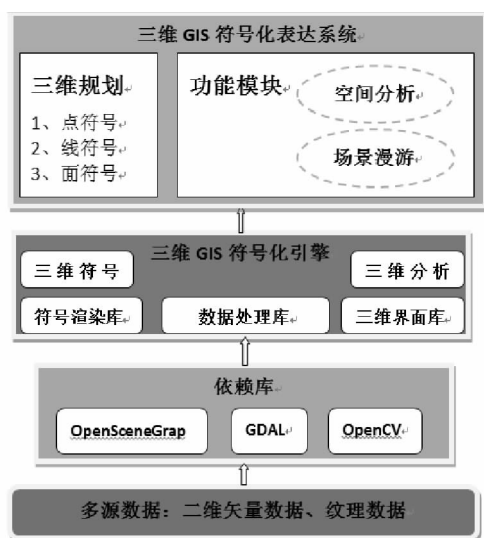 三维 GIS 符号化表达系统
三维规划
1、点符号
2、线符号
3、面符号
功能模块
空间分析
场景漫游
三维 GIS 符号化引擎
三维符号
三维分析
符号渲染库
数据处理库
三维界面库
依赖库
OpenSceneGrap
GDAL
OpenCV
多源数据：二维矢量数据、纹理数据